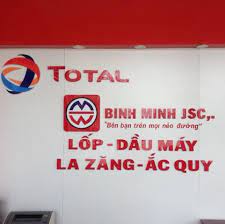 TOTAL
BINH MINH JSC,.
"Bên bạn trên mọi nẻo đường"
LỐP - DẦU MÁY
LA ZĂNG - ẮC QUY